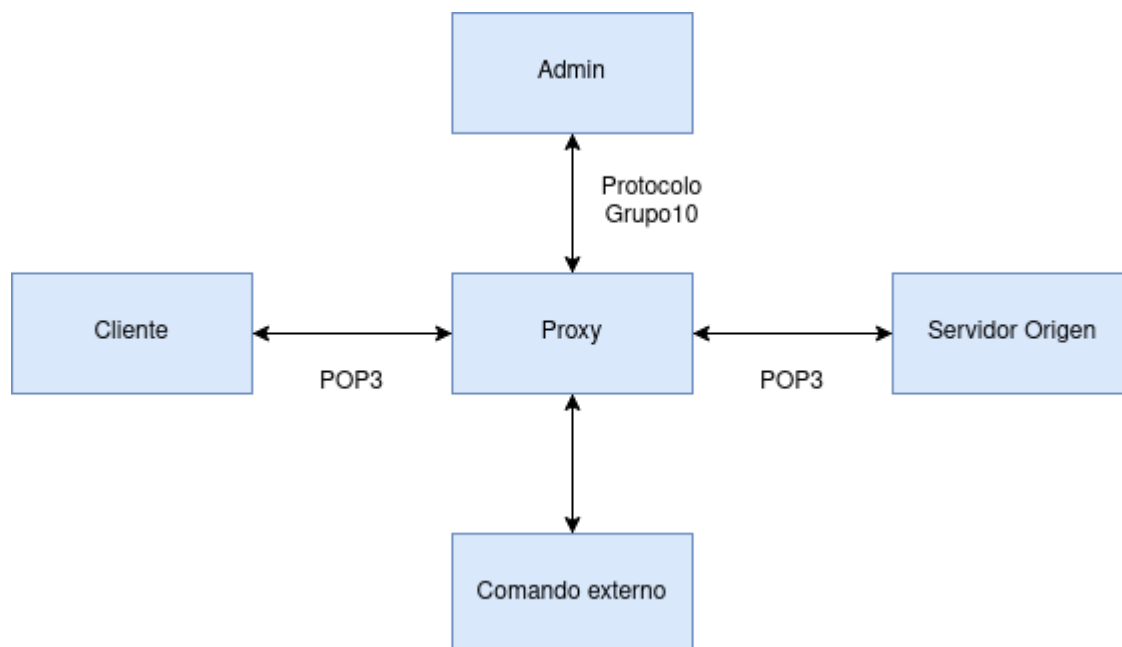 Admin
Protocolo
Grupo10
Cliente
Proxy
Servidor Origen
POP3
POP3
Comando externo